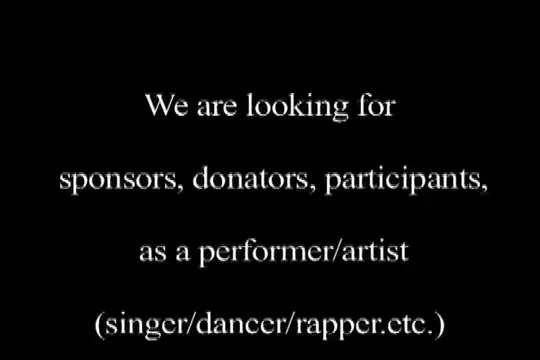 We are looking for
sponsors, donators, participants,
as a performer/artist
(singer/dancer/rapper.etc.)